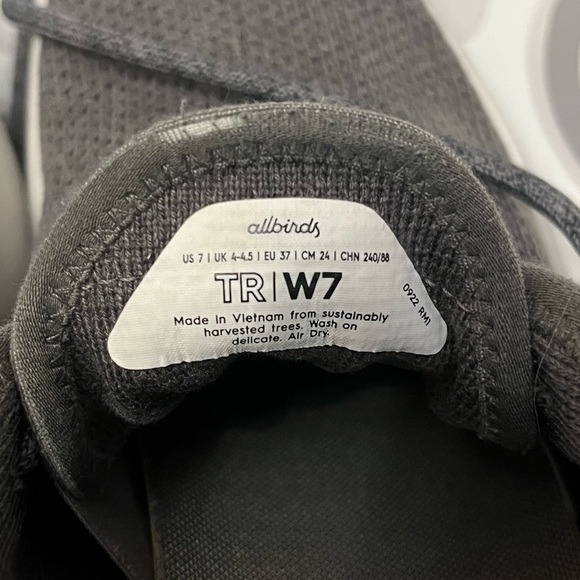 allbirds
US 7 | UK 4-4.5 | EU 37 | CM 24 | CHN 240/88
TR|W7
Made in Vietnam from sustainably
harvested trees. Wash on
delicate. Air Dry.
0922 RM1